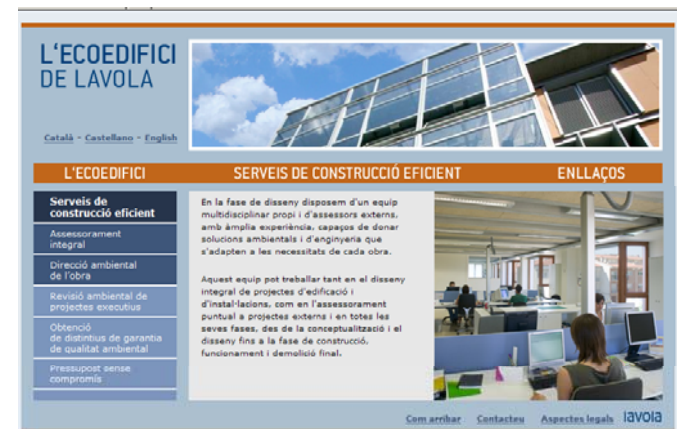 L'ECOEDIFICI
DE LAVOLA
Català - Castellano - English
L'ECOEDIFICI
SERVEIS DE CONSTRUCCIÓ EFICIENT
ENLLAÇOS
Serveis de
construcció eficient
Assessorament
integral
Direcció ambiental
de l'obra
Revisió ambiental de
projectes executius
Obtenció
de distintius de garantia
de qualitat ambiental
Pressupost sense
compromís
En la fase de disseny disposem d'un equip
multidisciplinar propi i d'assessors externs,
amb àmplia experiència, capaços de donar
solucions ambientals i d'enginyeria que
s'adapten a les necessitats de cada obra.
Aquest equip pot treballar tant en el disseny
integral de projectes d'edificació i
d'instal·lacions, com en l'assessorament
puntual a projectes externs i en totes les
seves fases, des de la conceptualització i el
disseny fins a la fase de construcció,
funcionament i demolició final.
Com arribar Contacteu Aspectes legals lavola